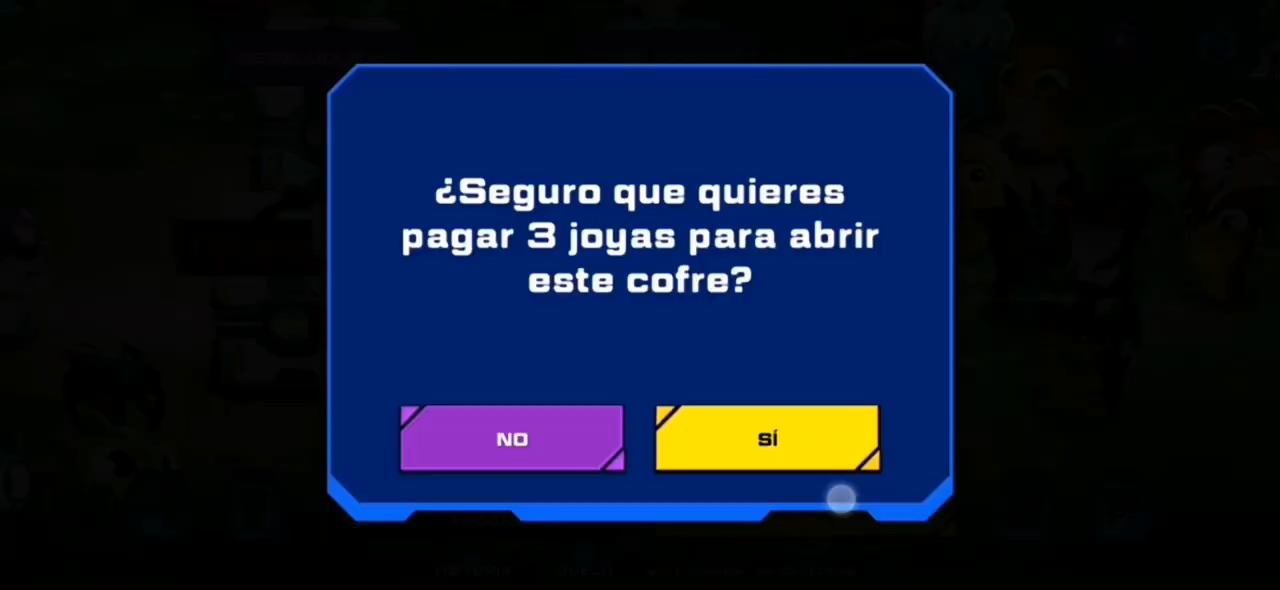 ¿Seguro que quieres
pagar 3 joyas para abrir
este cofre?
NO
SÍ